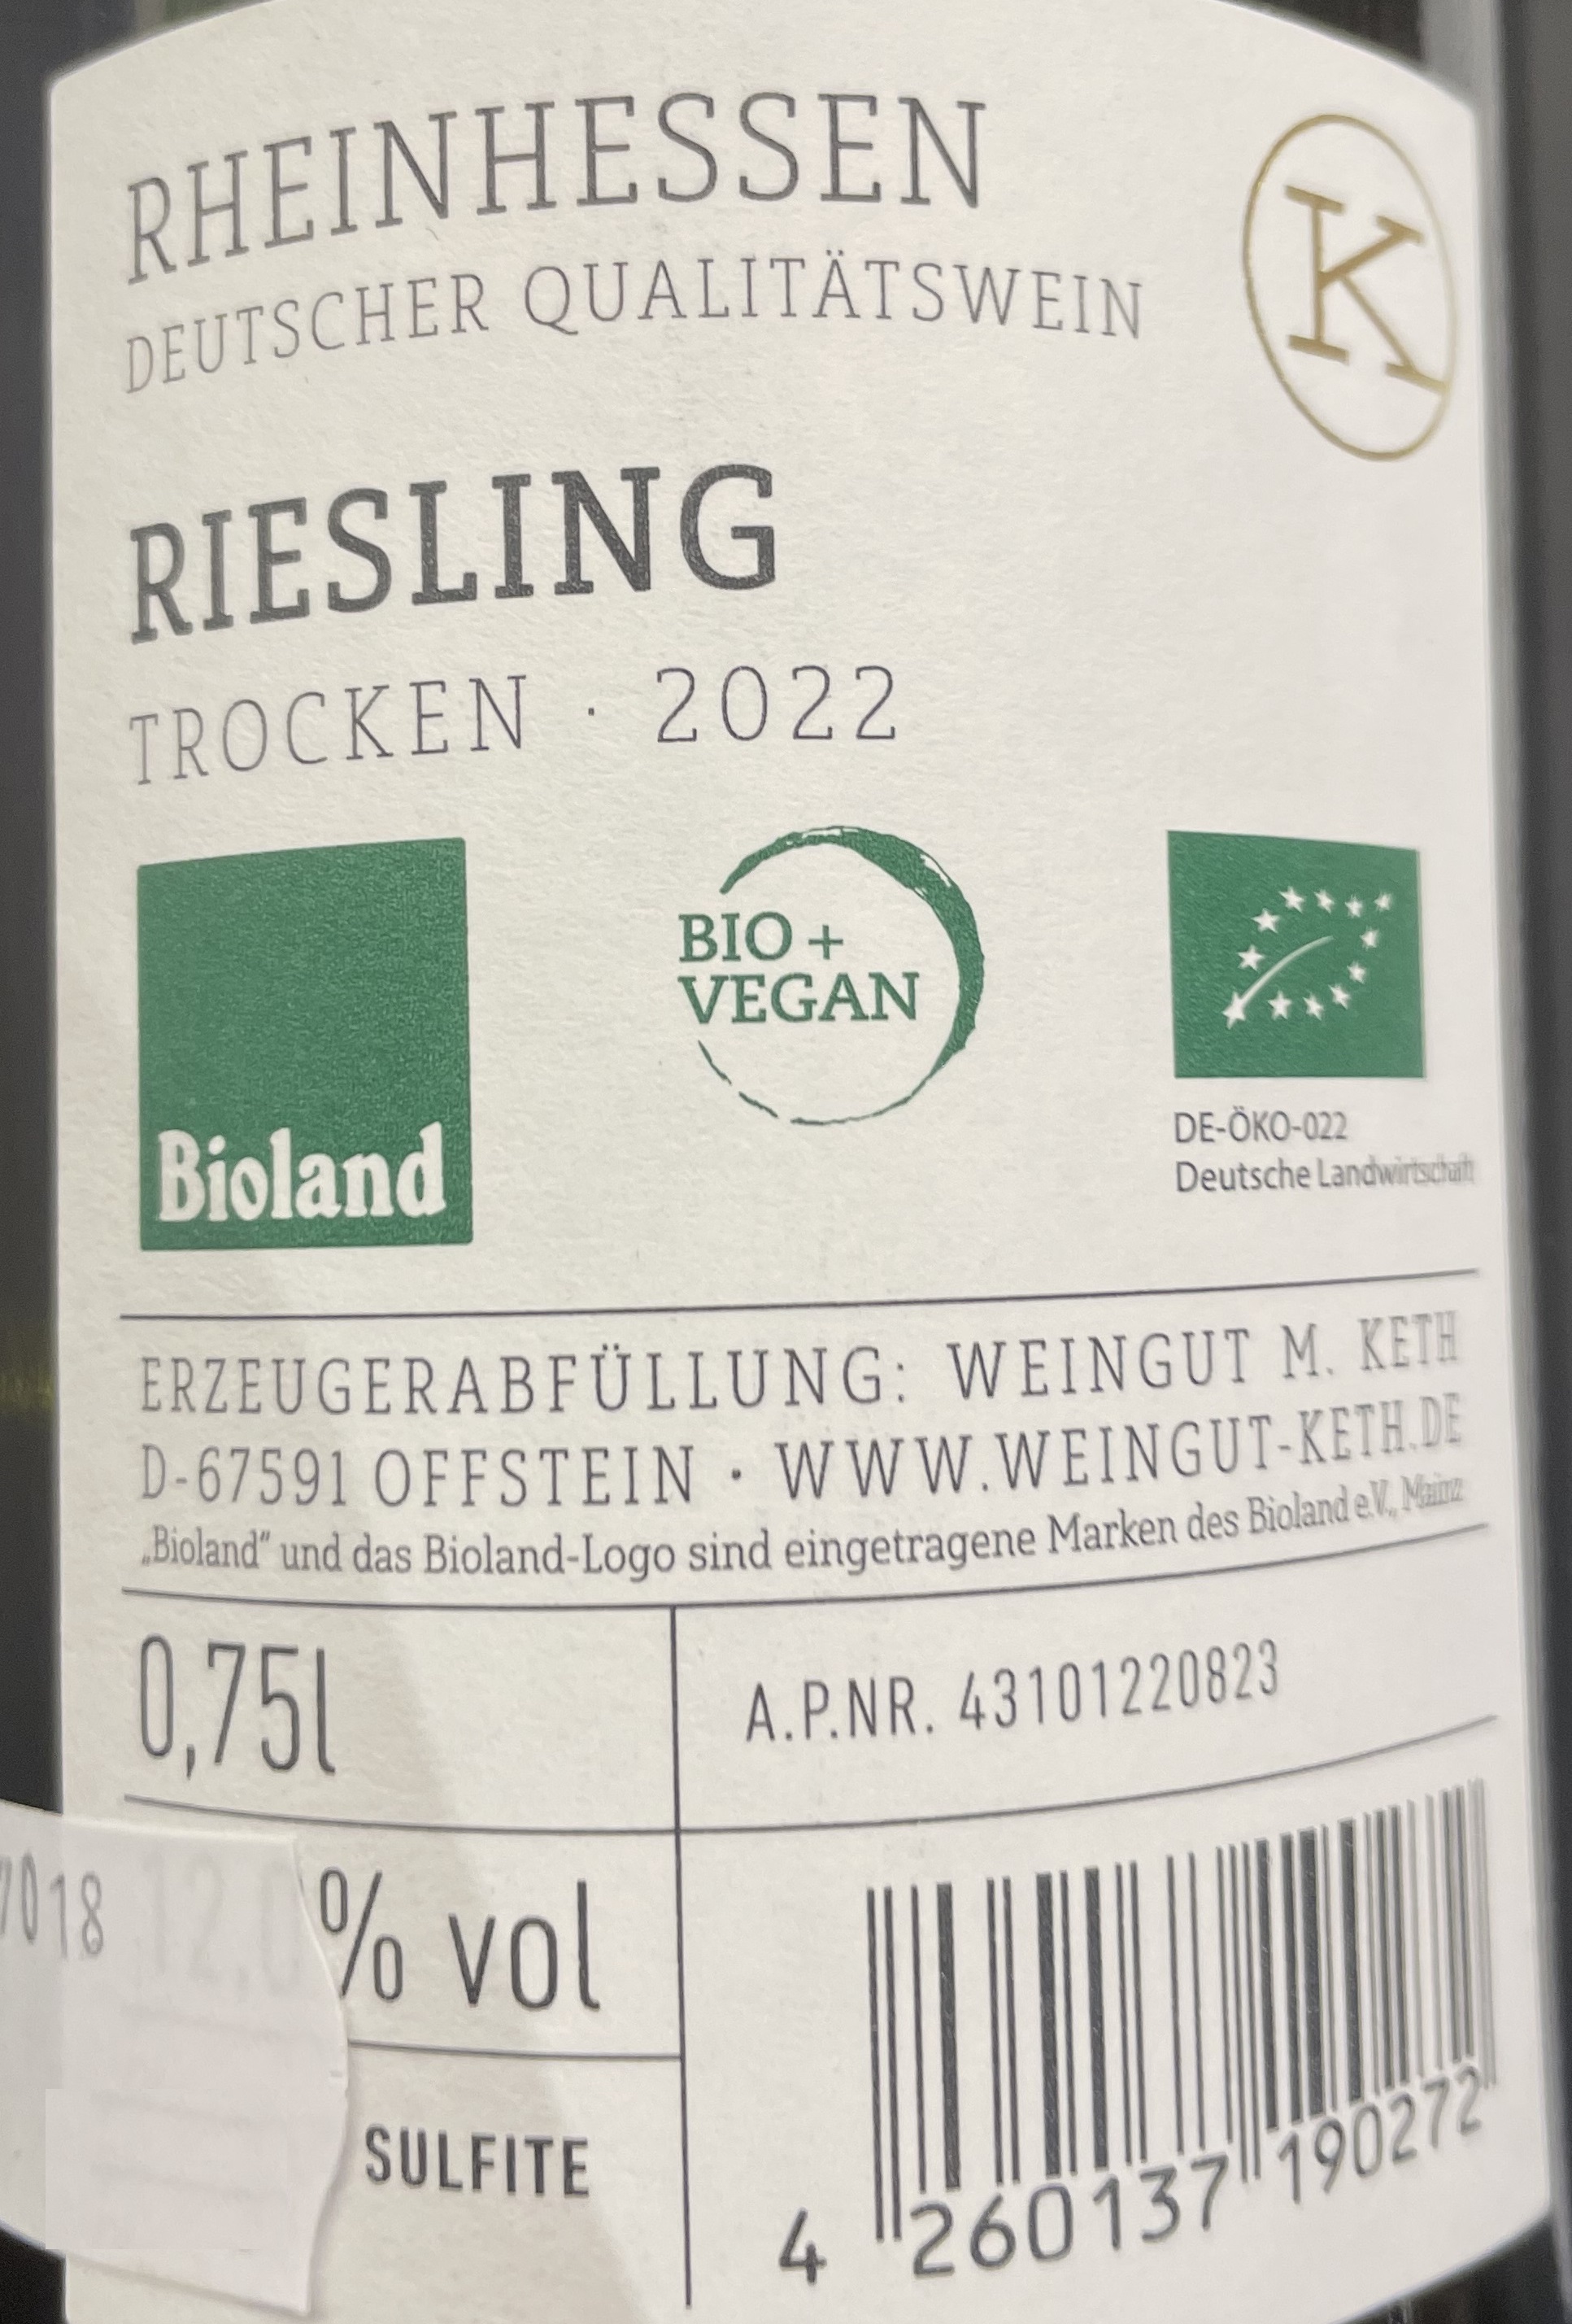 RHEINHESSEN
DEUTSCHER QUALITÄTSWEIN
K
RIESLING
TROCKEN · 2022
Bioland
BIO +
VEGAN
DE-ÖKO-022
Deutsche Landwirtschaft
ERZEUGERABFÜLLUNG: WEINGUT M. KETH
D-67591 OFFSTEIN · WWW.WEINGUT-KETH.DE
„Bioland“ und das Bioland-Logo sind eingetragene Marken des Bioland e.V., Mainz
0,75l
A.P.NR. 43101220823
12,0 % vol
SULFITE
4 260137 190272